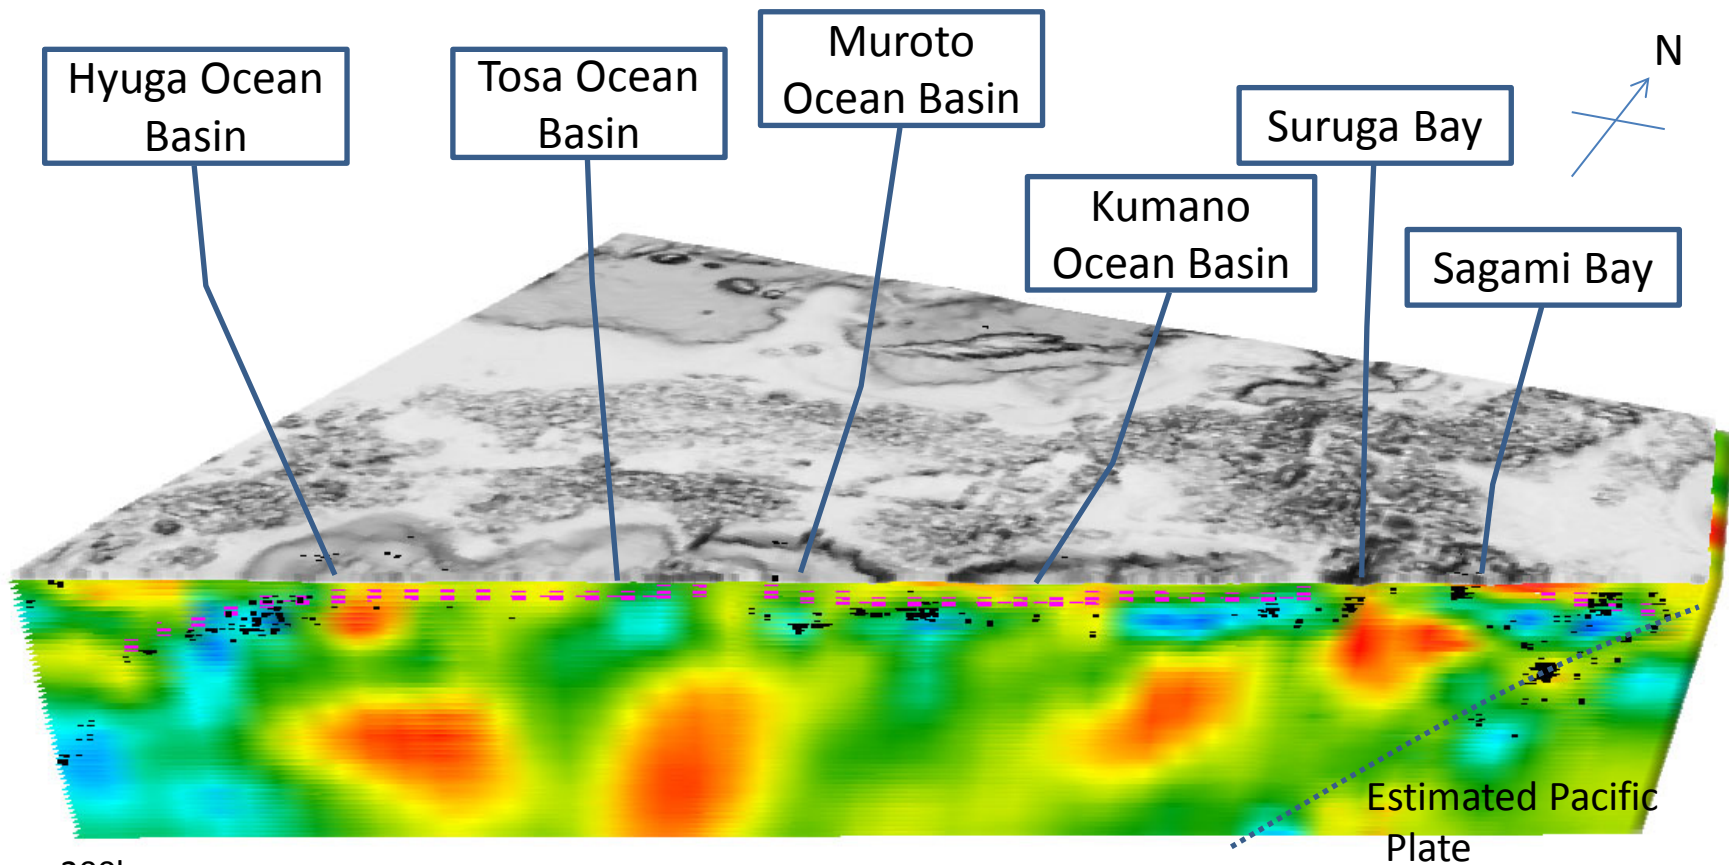 Hyuga Ocean
Basin
Tosa Ocean
Basin
Muroto
Ocean Basin
Kumano
Ocean Basin
Suruga Bay
Sagami Bay
N
Estimated Pacific
Plate